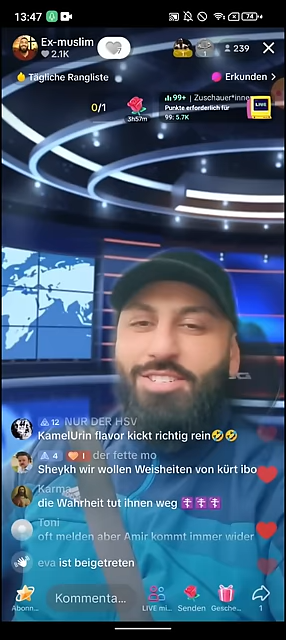 13:47
74
Ex-muslim
2.1K
239
Tägliche Rangliste
Erkunden >
0/1
3h57m
99+ | Zuschauer*innen
Punkte erforderlich für
99: 5.7K
LIVE
12 NUR DER HSV
KamelUrin flavor kickt richtig rein🤣🤣
4 1 der fette mo
Sheykh wir wollen Weisheiten von kürt ibo
Karma
die Wahrheit tut ihnen weg ✝️✝️✝️
Toni
oft melden aber Amir kommt immer wider
eva ist beigetreten
Abonn...
Kommenta...
LIVE mi...
Senden
Gesche...
1